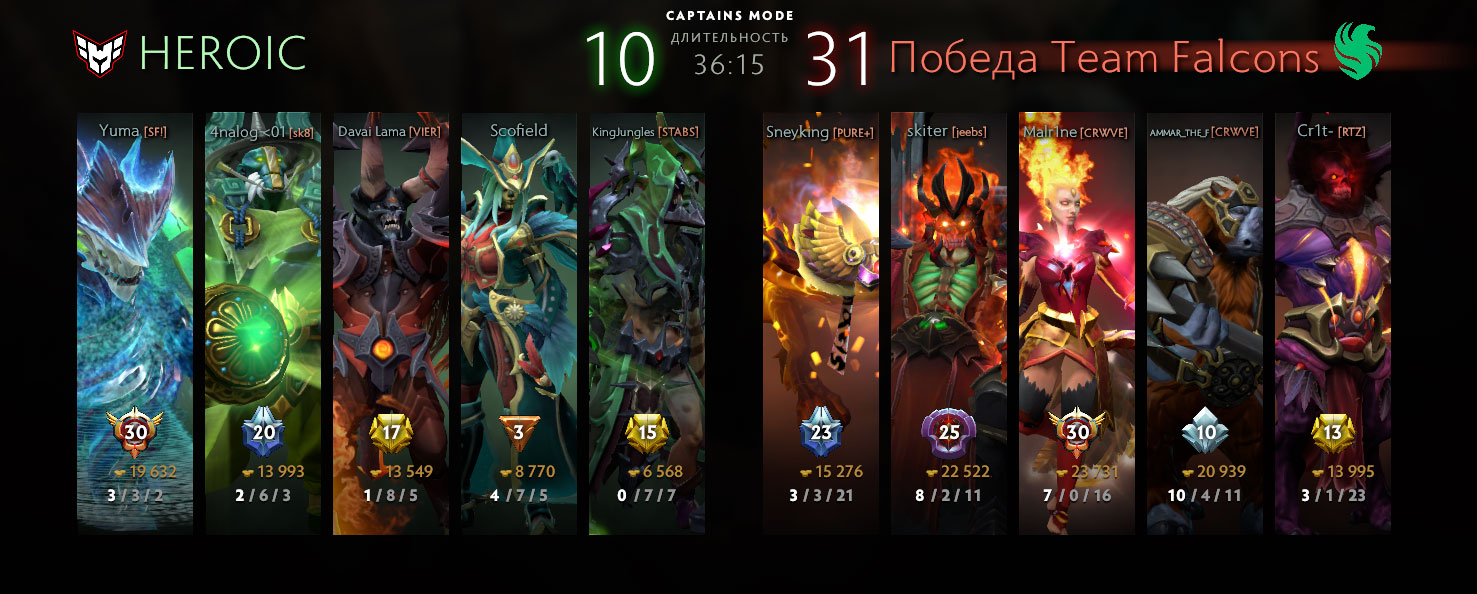 CAPTAINS MODE
HEROIC
10
ДЛИТЕЛЬНОСТЬ
36:15
31
Победа Team Falcons
Yuma [SF!]
4nalog <01 [sk8]
Davai Lama [VIER]
Scofield
KingJungles [STABS]
Sneyking [PURE+]
skiter [jeebs]
Malr1ne [CRWVE]
AMMAR_THE_F [CRWVE]
Cr1t- [RTZ]
30
20
17
3
15
23
25
30
10
13
19 632
13 993
13 549
8 770
6 568
15 276
22 522
23 731
20 939
13 995
3 / 3 / 2
2 / 6 / 3
1 / 8 / 5
4 / 7 / 5
0 / 7 / 7
3 / 3 / 21
8 / 2 / 11
7 / 0 / 16
10 / 4 / 11
3 / 1 / 23